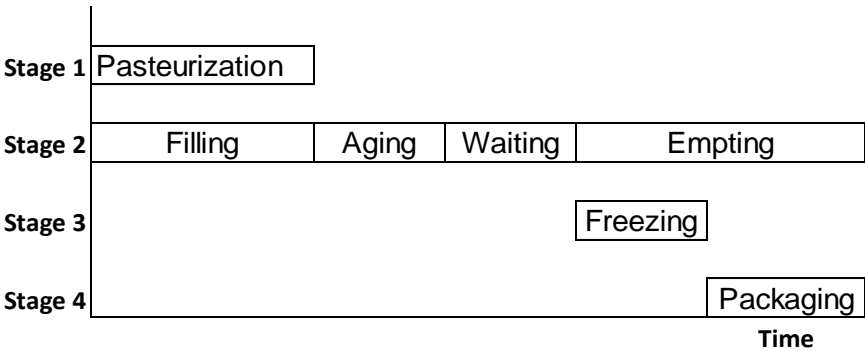 Stage 1 Pasteurization
Stage 2 Filling Aging Waiting Empting
Stage 3 Freezing
Stage 4 Packaging
Time